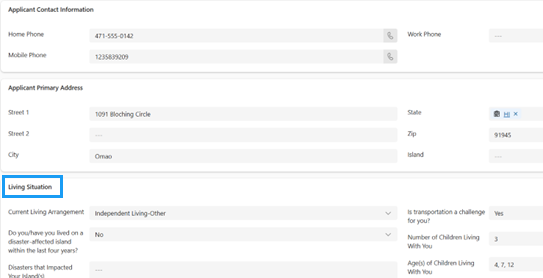 Applicant Contact Information
Home Phone 471-555-0142 Work Phone ---
Mobile Phone 1235839209
Applicant Primary Address
Street 1 1091 Bloching Circle State HI ×
Street 2 --- Zip 91945
City Omao Island ---
Living Situation
Current Living Arrangement Independent Living-Other Is transportation a challenge for you? Yes
Do you/have you lived on a disaster-affected island within the last four years? No Number of Children Living With You 3
Disasters that Impacted Your Island(s) --- Age(s) of Children Living With You 4, 7, 12